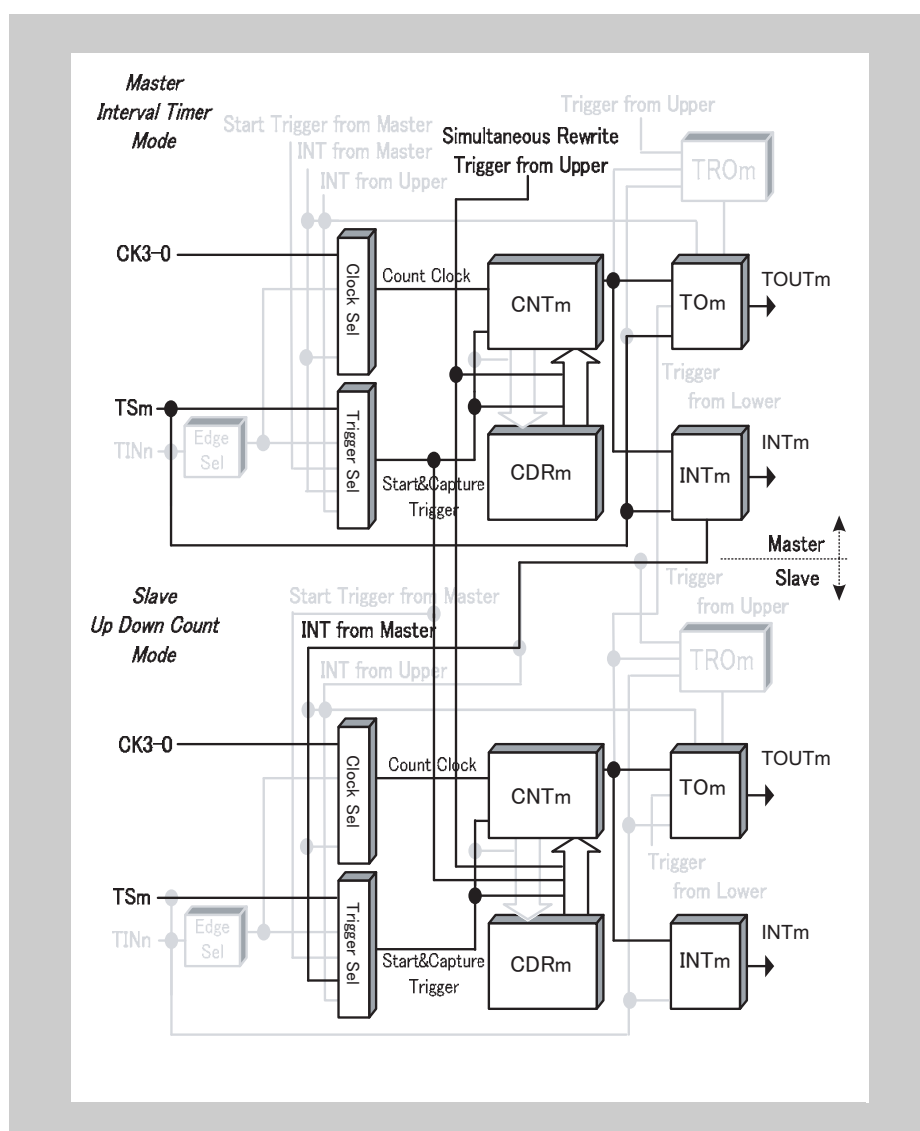 Master
Interval Timer
Mode
Trigger from Upper
Start Trigger from Master
Simultaneous Rewrite
Trigger from Upper
INT from Master
INT from Upper
TROm
CK3-0
Clock Sel
Count Clock
CNTm
TOm
TOUTm
Trigger
from Lower
TSm
TINn
Edge
Sel
Trigger Sel
Start&Capture
Trigger
CDRm
INTm
INTm
Master
Slave
Slave
Up Down Count
Mode
Start Trigger from Master
INT from Master
INT from Upper
Trigger
from Upper
TROm
CK3-0
Clock Sel
Count Clock
CNTm
TOm
TOUTm
Trigger
from Lower
TSm
TINn
Edge
Sel
Trigger Sel
Start&Capture
Trigger
CDRm
INTm
INTm